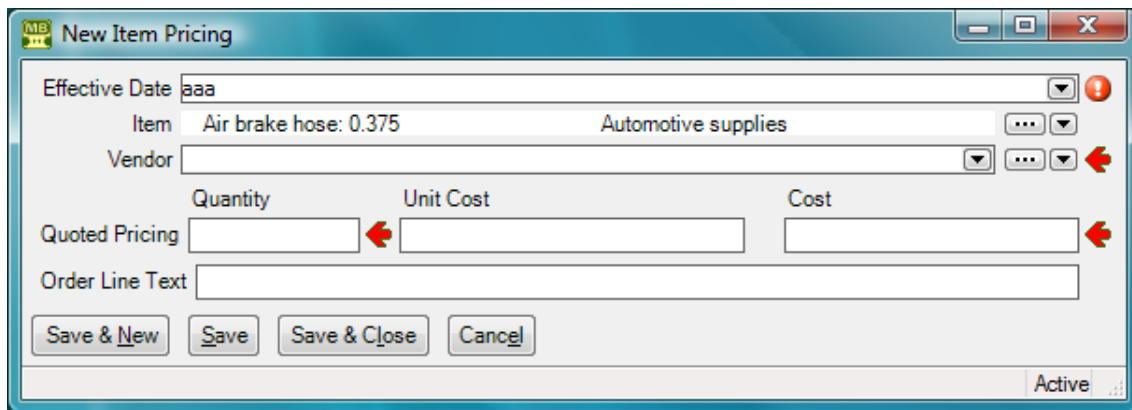 MB
New Item Pricing
Effective Date aaa
Item Air brake hose: 0.375 Automotive supplies
Vendor
Quantity Unit Cost Cost
Quoted Pricing
Order Line Text
Save & New Save Save & Close Cancel
Active